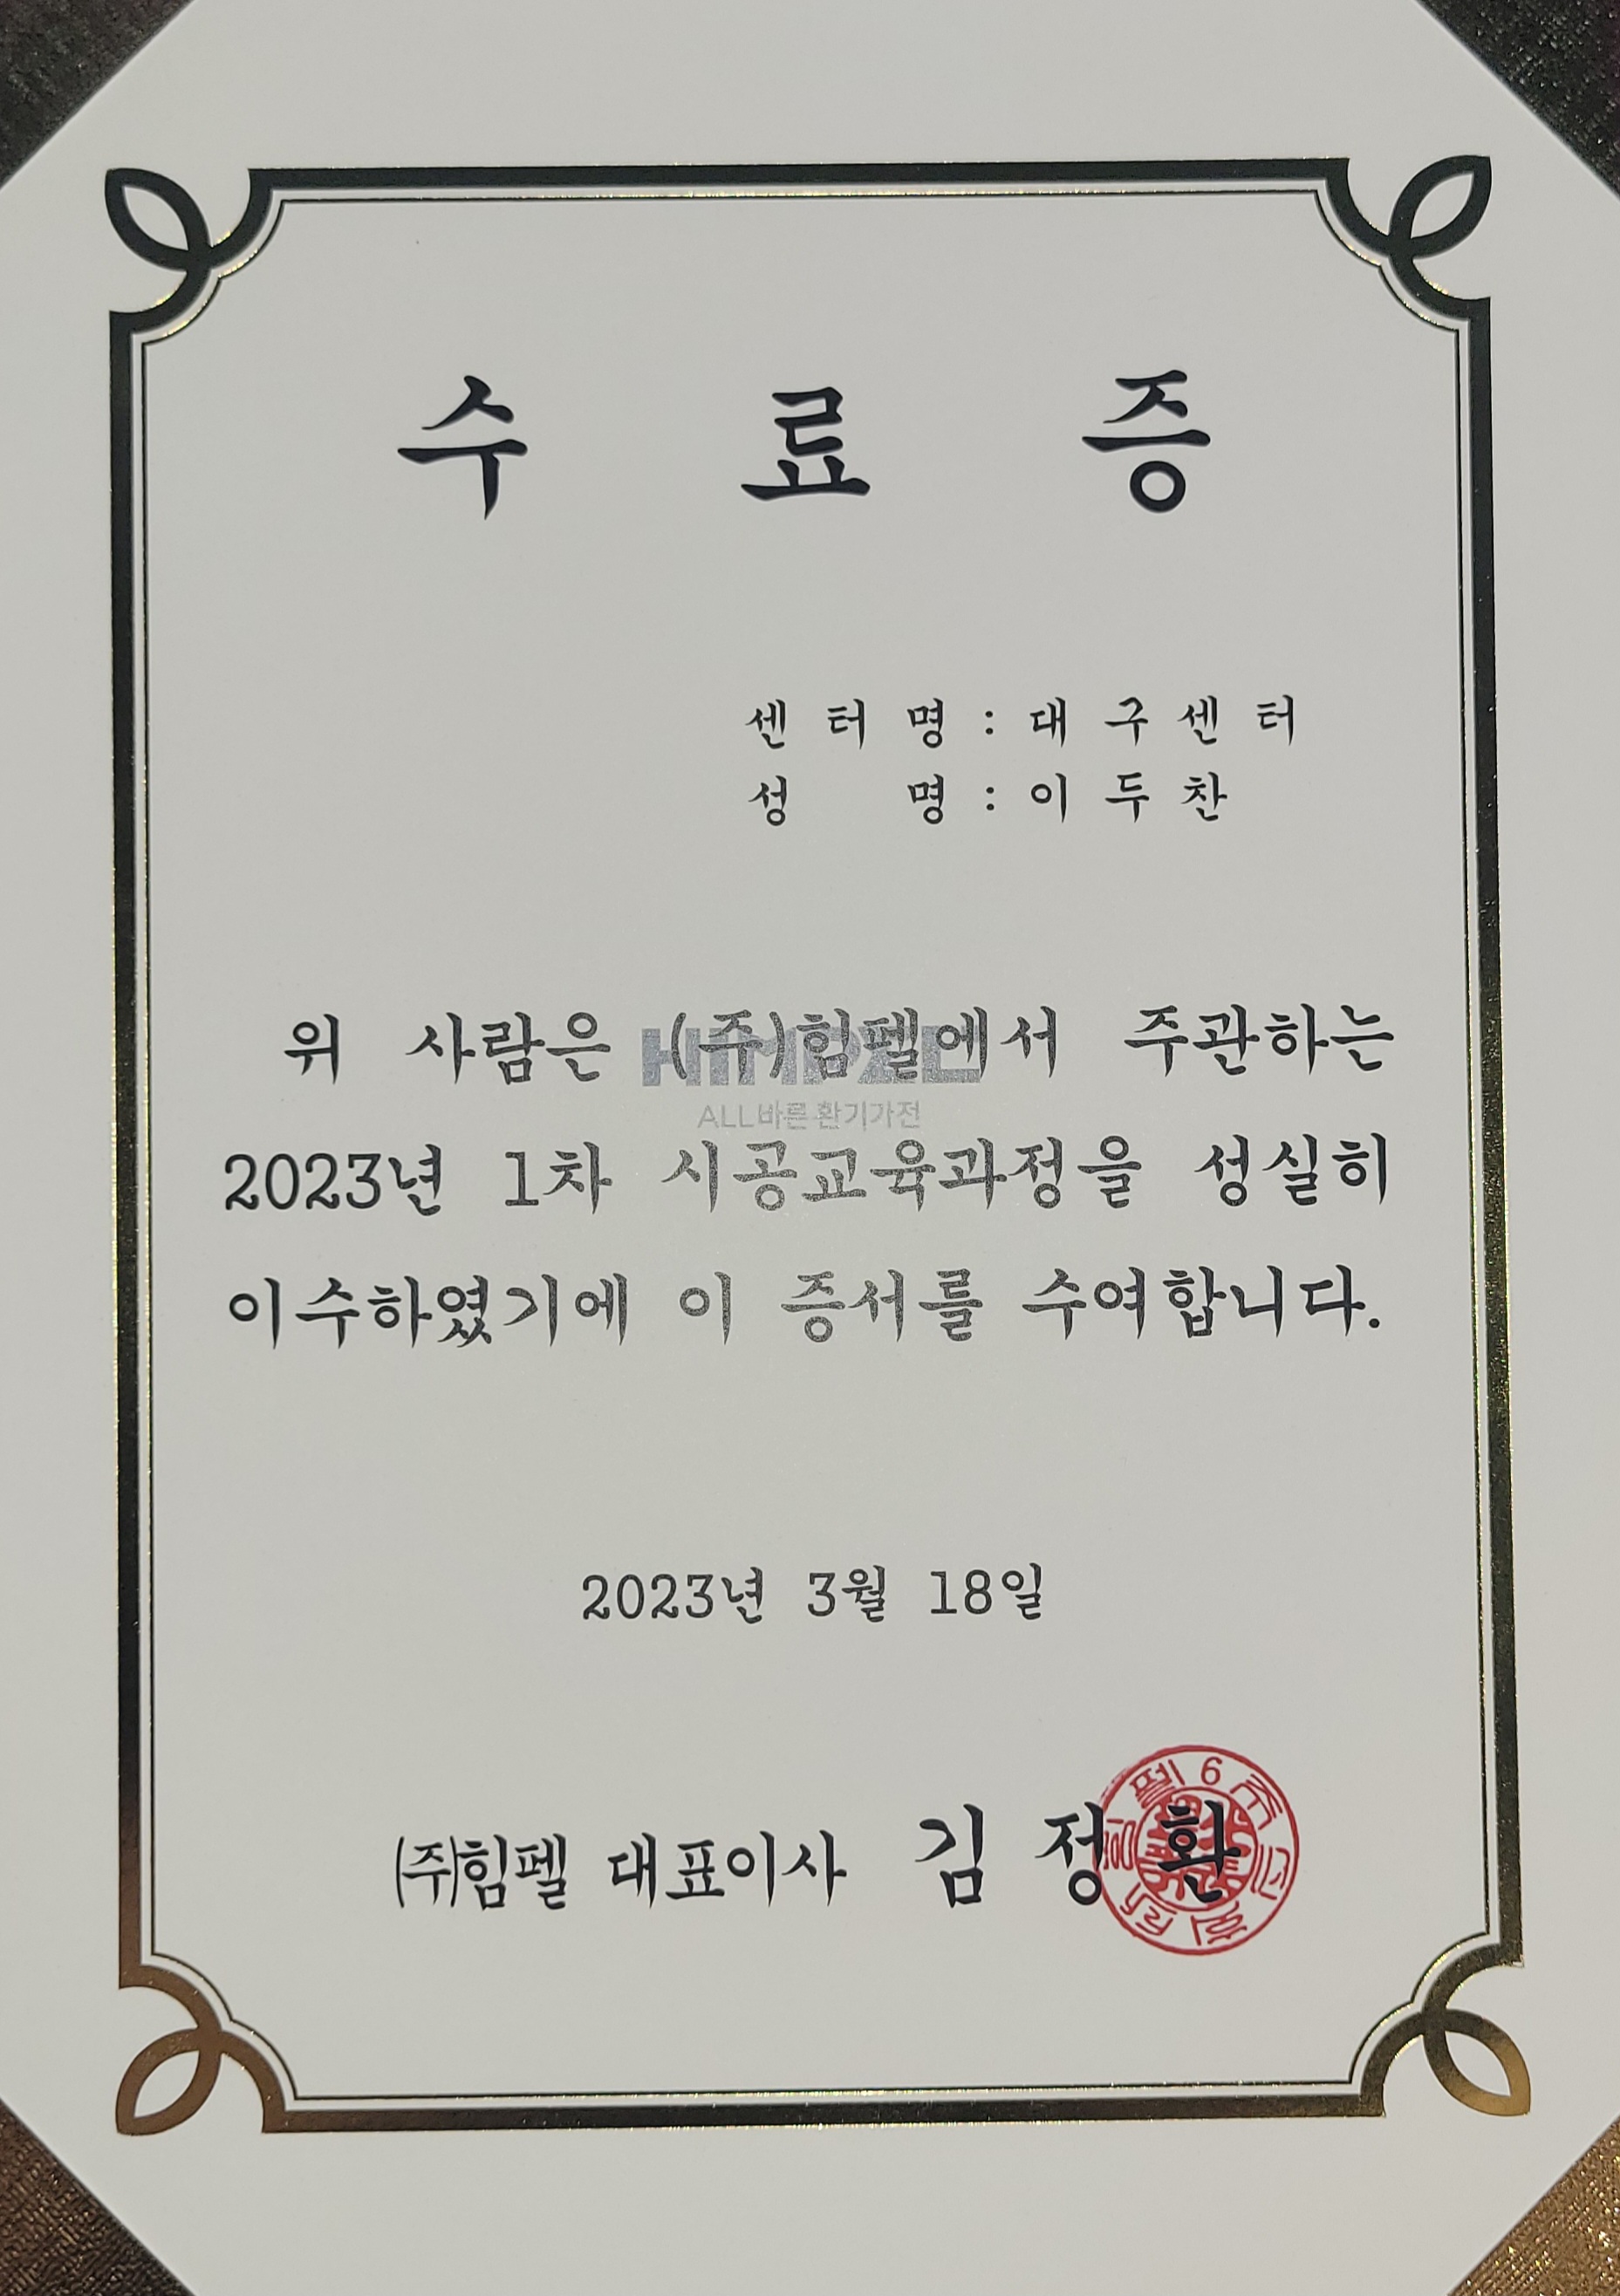 수 료 증
센 터 명 : 대 구 센 터
성 명 : 이 두 찬
위 사람은 (주)힘펠에서 주관하는
HIMPEL
ALL바른 환기가전
2023년 1차 시공교육과정을 성실히
이수하였기에 이 증서를 수여합니다.
2023년 3월 18일
(주)힘펠 대표이사 김 정 환